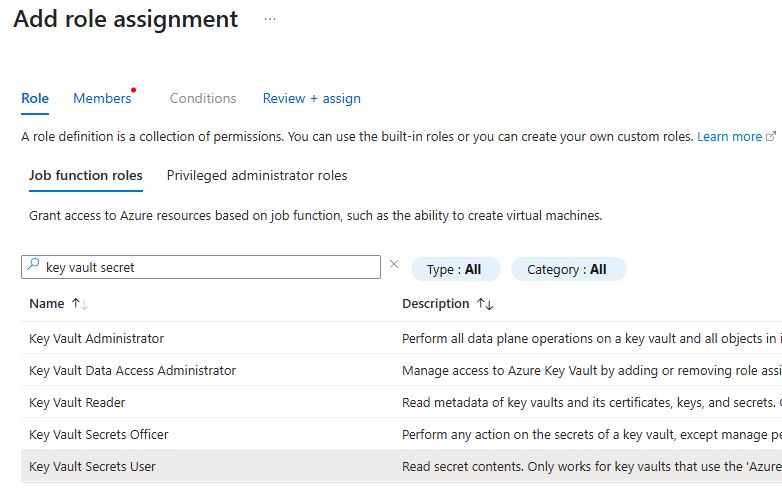 Add role assignment ...
Role Members Conditions Review + assign
A role definition is a collection of permissions. You can use the built-in roles or you can create your own custom roles. Learn more
Job function roles Privileged administrator roles
Grant access to Azure resources based on job function, such as the ability to create virtual machines.
key vault secret Type : All Category : All
Name ↑↓ Description ↑↓
Key Vault Administrator Perform all data plane operations on a key vault and all objects in i
Key Vault Data Access Administrator Manage access to Azure Key Vault by adding or removing role assi
Key Vault Reader Read metadata of key vaults and its certificates, keys, and secrets.
Key Vault Secrets Officer Perform any action on the secrets of a key vault, except manage pe
Key Vault Secrets User Read secret contents. Only works for key vaults that use the 'Azure